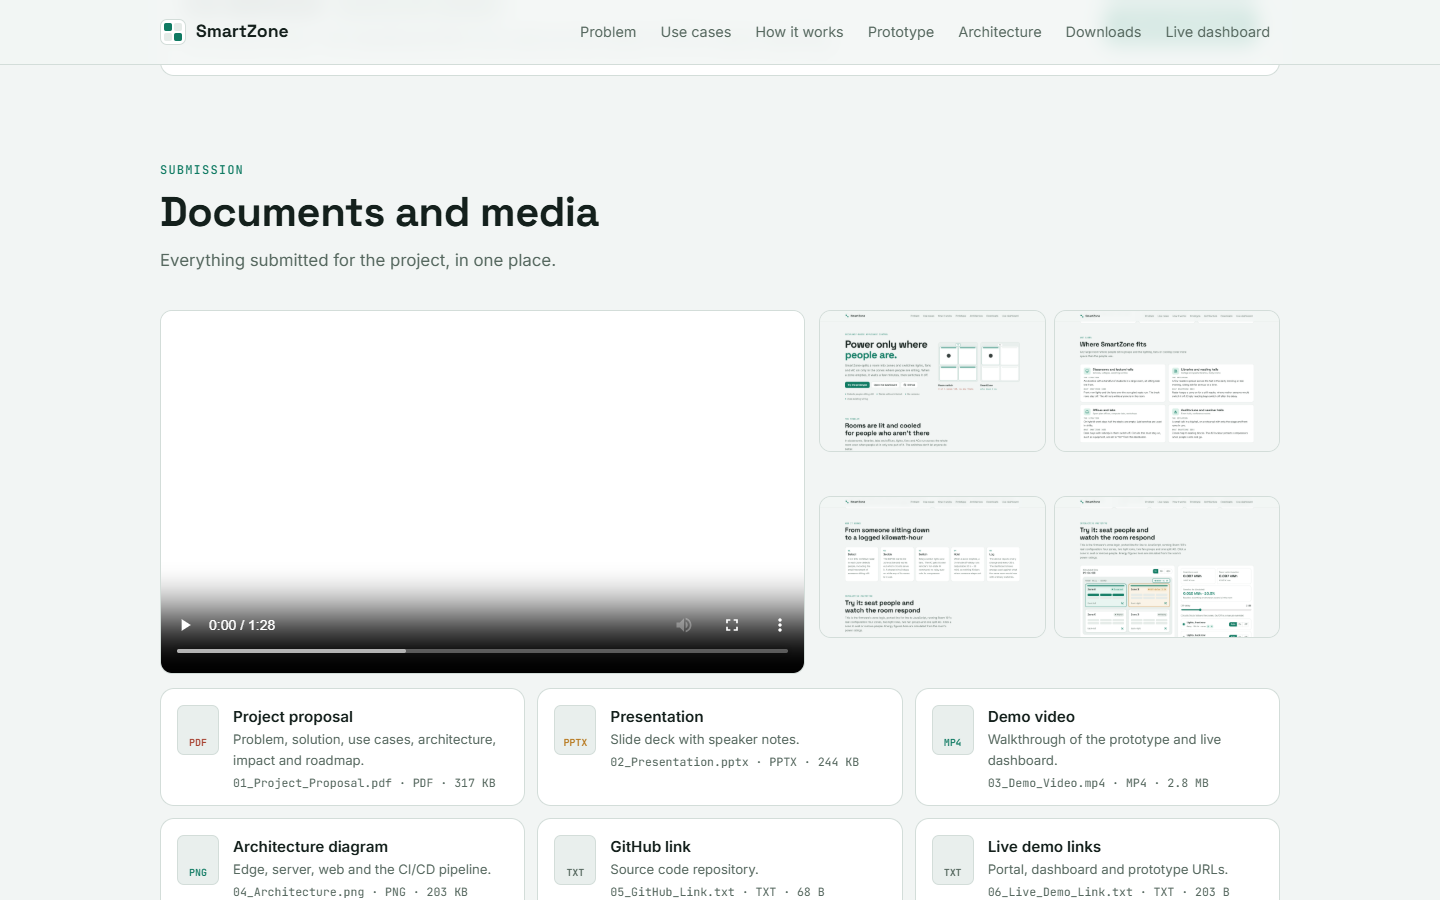 SmartZone
Problem
Use cases
How it works
Prototype
Architecture
Downloads
Live dashboard
SUBMISSION
Documents and media
Everything submitted for the project, in one place.
0:00 / 1:28
Power only where
people are.
Rooms are lit and cooled
for people who aren't there
Where SmartZone fits
From someone sitting down
to a logged kilowatt-hour
Try it: seat people and
watch the room respond
Try it: seat people and
watch the room respond
PDF
Project proposal
Problem, solution, use cases, architecture,
impact and roadmap.
01_Project_Proposal.pdf · PDF · 317 KB
PPTX
Presentation
Slide deck with speaker notes.
02_Presentation.pptx · PPTX · 244 KB
MP4
Demo video
Walkthrough of the prototype and live
dashboard.
03_Demo_Video.mp4 · MP4 · 2.8 MB
PNG
Architecture diagram
Edge, server, web and the CI/CD pipeline.
04_Architecture.png · PNG · 203 KB
TXT
GitHub link
Source code repository.
05_GitHub_Link.txt · TXT · 68 B
TXT
Live demo links
Portal, dashboard and prototype URLs.
06_Live_Demo_Link.txt · TXT · 203 B